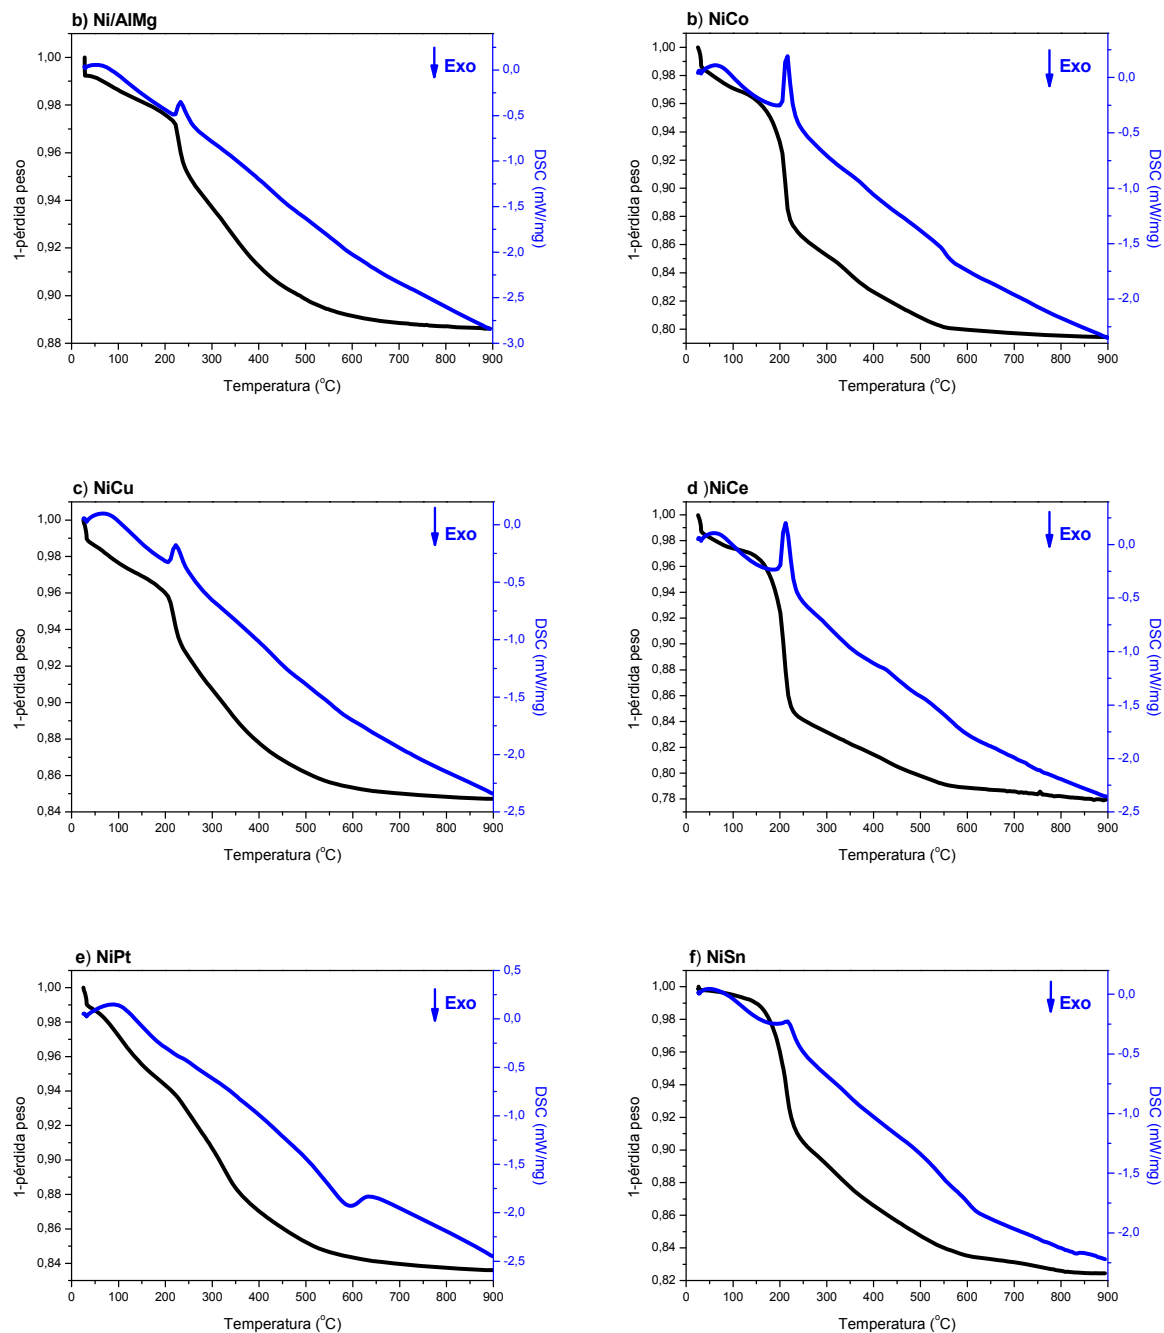 b) Ni/AlMg
b) NiCo
1,00
0,98
0,96
0,94
0,92
0,90
0,88
1-pérdida peso
0,0
-0,5
-1,0
-1,5
-2,0
-2,5
-3,0
DSC (mW/mg)
Exo
0 100 200 300 400 500 600 700 800 900
Temperatura (°C)
1,00
0,98
0,96
0,94
0,92
0,90
0,88
0,86
0,84
0,82
0,80
1-pérdida peso
0,0
-0,5
-1,0
-1,5
-2,0
DSC (mW/mg)
Exo
0 100 200 300 400 500 600 700 800 900
Temperatura (°C)
c) NiCu
d )NiCe
1,00
0,98
0,96
0,94
0,92
0,90
0,88
0,86
0,84
1-pérdida peso
0,0
-0,5
-1,0
-1,5
-2,0
-2,5
DSC (mW/mg)
Exo
0 100 200 300 400 500 600 700 800 900
Temperatura (°C)
1,00
0,98
0,96
0,94
0,92
0,90
0,88
0,86
0,84
0,82
0,80
0,78
1-pérdida peso
0,0
-0,5
-1,0
-1,5
-2,0
-2,5
DSC (mW/mg)
Exo
0 100 200 300 400 500 600 700 800 900
Temperatura (°C)
e) NiPt
f) NiSn
1,00
0,98
0,96
0,94
0,92
0,90
0,88
0,86
0,84
1-pérdida peso
0,5
0,0
-0,5
-1,0
-1,5
-2,0
-2,5
DSC (mW/mg)
Exo
0 100 200 300 400 500 600 700 800 900
Temperatura (°C)
1,00
0,98
0,96
0,94
0,92
0,90
0,88
0,86
0,84
0,82
1-pérdida peso
0,0
-0,5
-1,0
-1,5
-2,0
DSC (mW/mg)
Exo
0 100 200 300 400 500 600 700 800 900
Temperatura (°C)